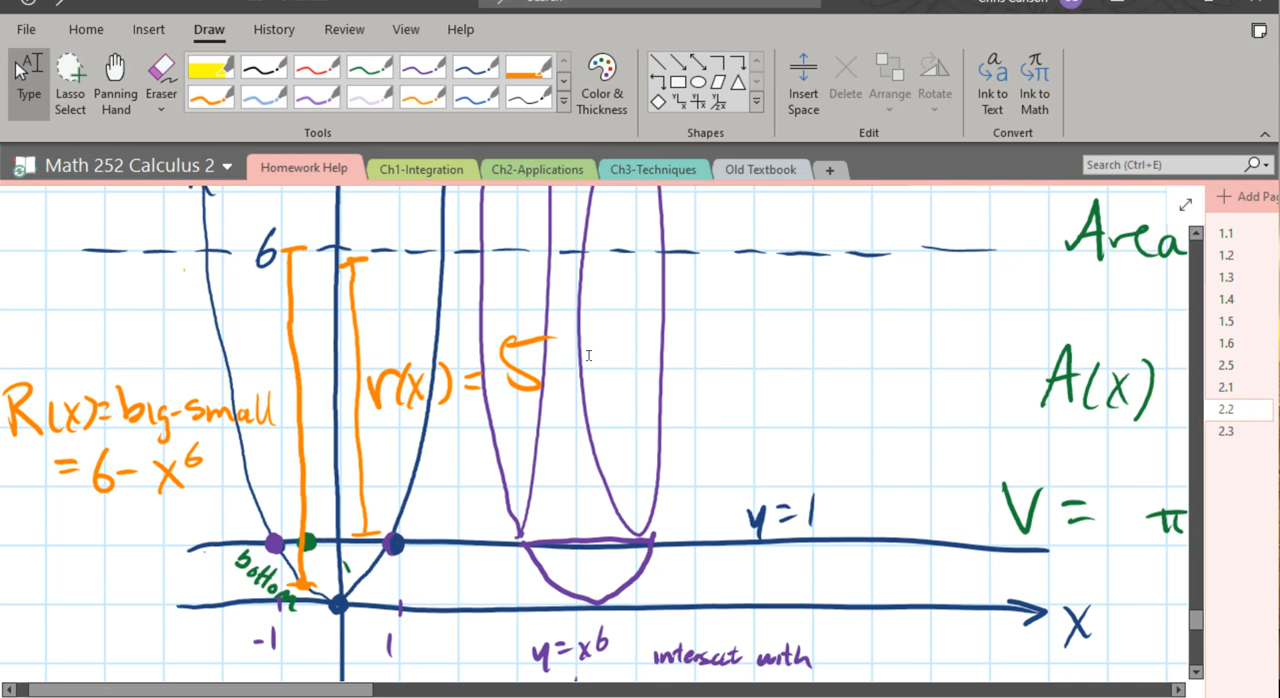 File Home Insert Draw History Review View Help
Type
Lasso Select
Panning Hand
Eraser
Color & Thickness
Insert Space
Delete
Arrange
Rotate
Ink to Text
Ink to Math
Tools
Shapes
Edit
Convert
Math 252 Calculus 2
Homework Help
Ch1-Integration
Ch2-Applications
Ch3-Techniques
Old Textbook
Search (Ctrl+E)
Add Pag
1.1
1.2
1.3
1.4
1.5
1.6
2.5
2.1
2.2
2.3
Area
6
r(x) = 5
R(x) = big-small
= 6 - x⁶
A(x)
y=1
V = π
bottom
x
-1
1
y=x⁶ intersect with